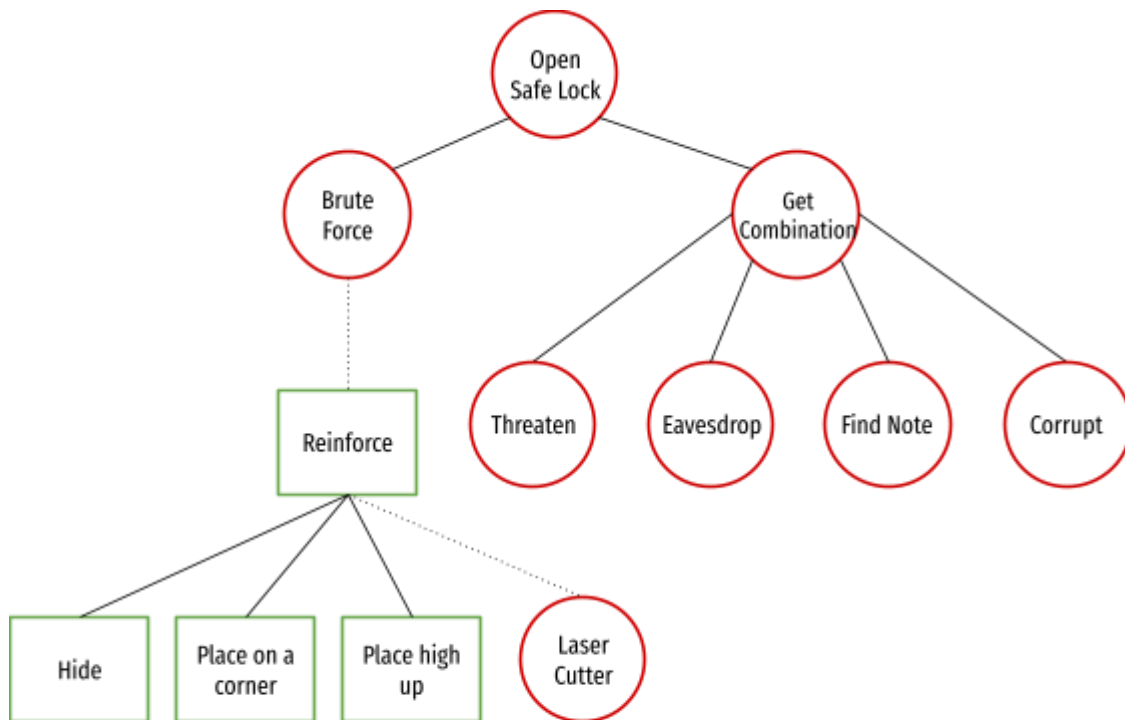 Open
Safe Lock
Brute
Force
Get
Combination
Threaten
Eavesdrop
Find Note
Corrupt
Reinforce
Hide
Place on a
corner
Place high
up
Laser
Cutter